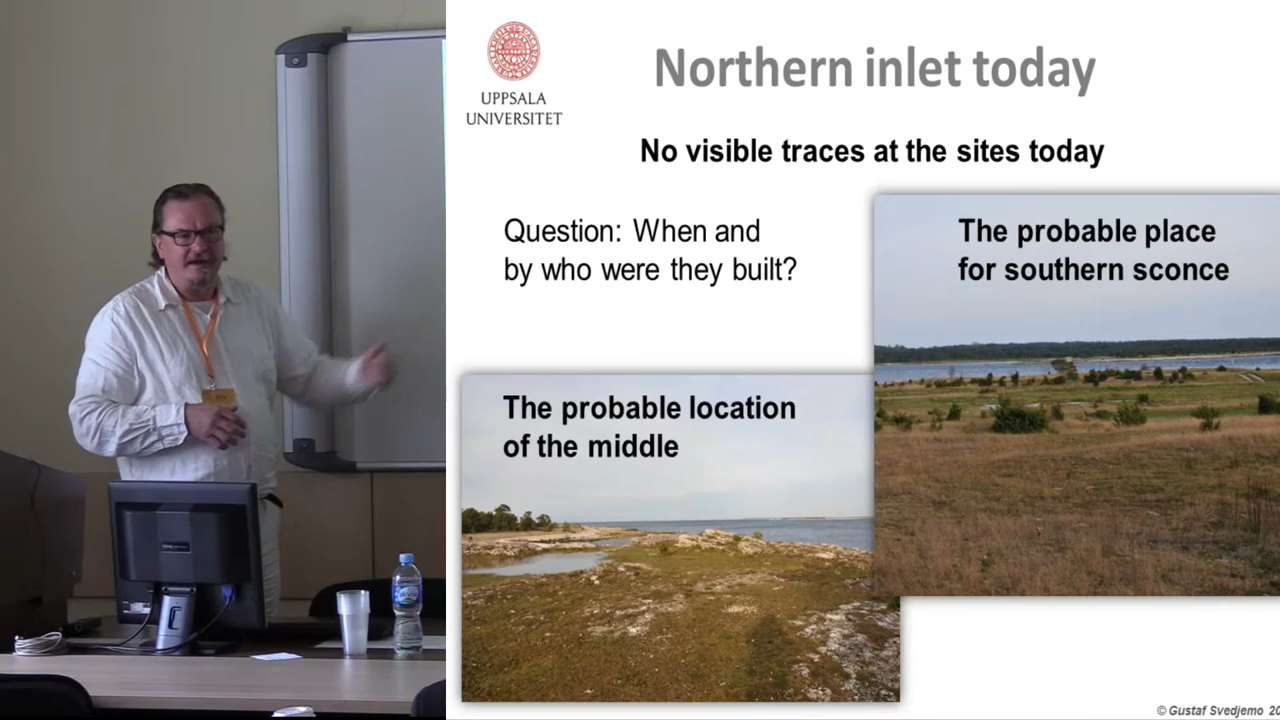 UPPSALA
UNIVERSITET
Northern inlet today
No visible traces at the sites today
Question: When and
by who were they built?
The probable place
for southern sconce
The probable location
of the middle
© Gustaf Svedjemo 20